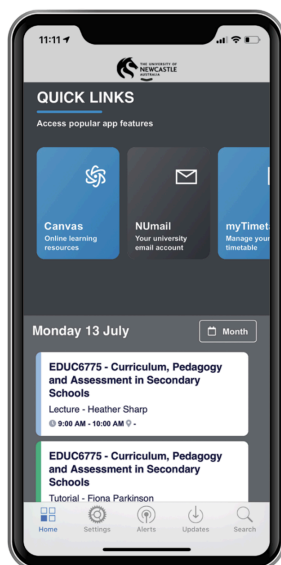 11:11
THE UNIVERSITY OF
NEWCASTLE
AUSTRALIA
QUICK LINKS
Access popular app features
Canvas
Online learning
resources
NUmail
Your university
email account
myTimet
Manage your
timetable
Monday 13 July
Month
EDUC6775 - Curriculum, Pedagogy
and Assessment in Secondary
Schools
Lecture - Heather Sharp
9:00 AM - 10:00 AM -
EDUC6775 - Curriculum, Pedagogy
and Assessment in Secondary
Schools
Tutorial - Fiona Parkinson
Home
Settings
Alerts
Updates
Search